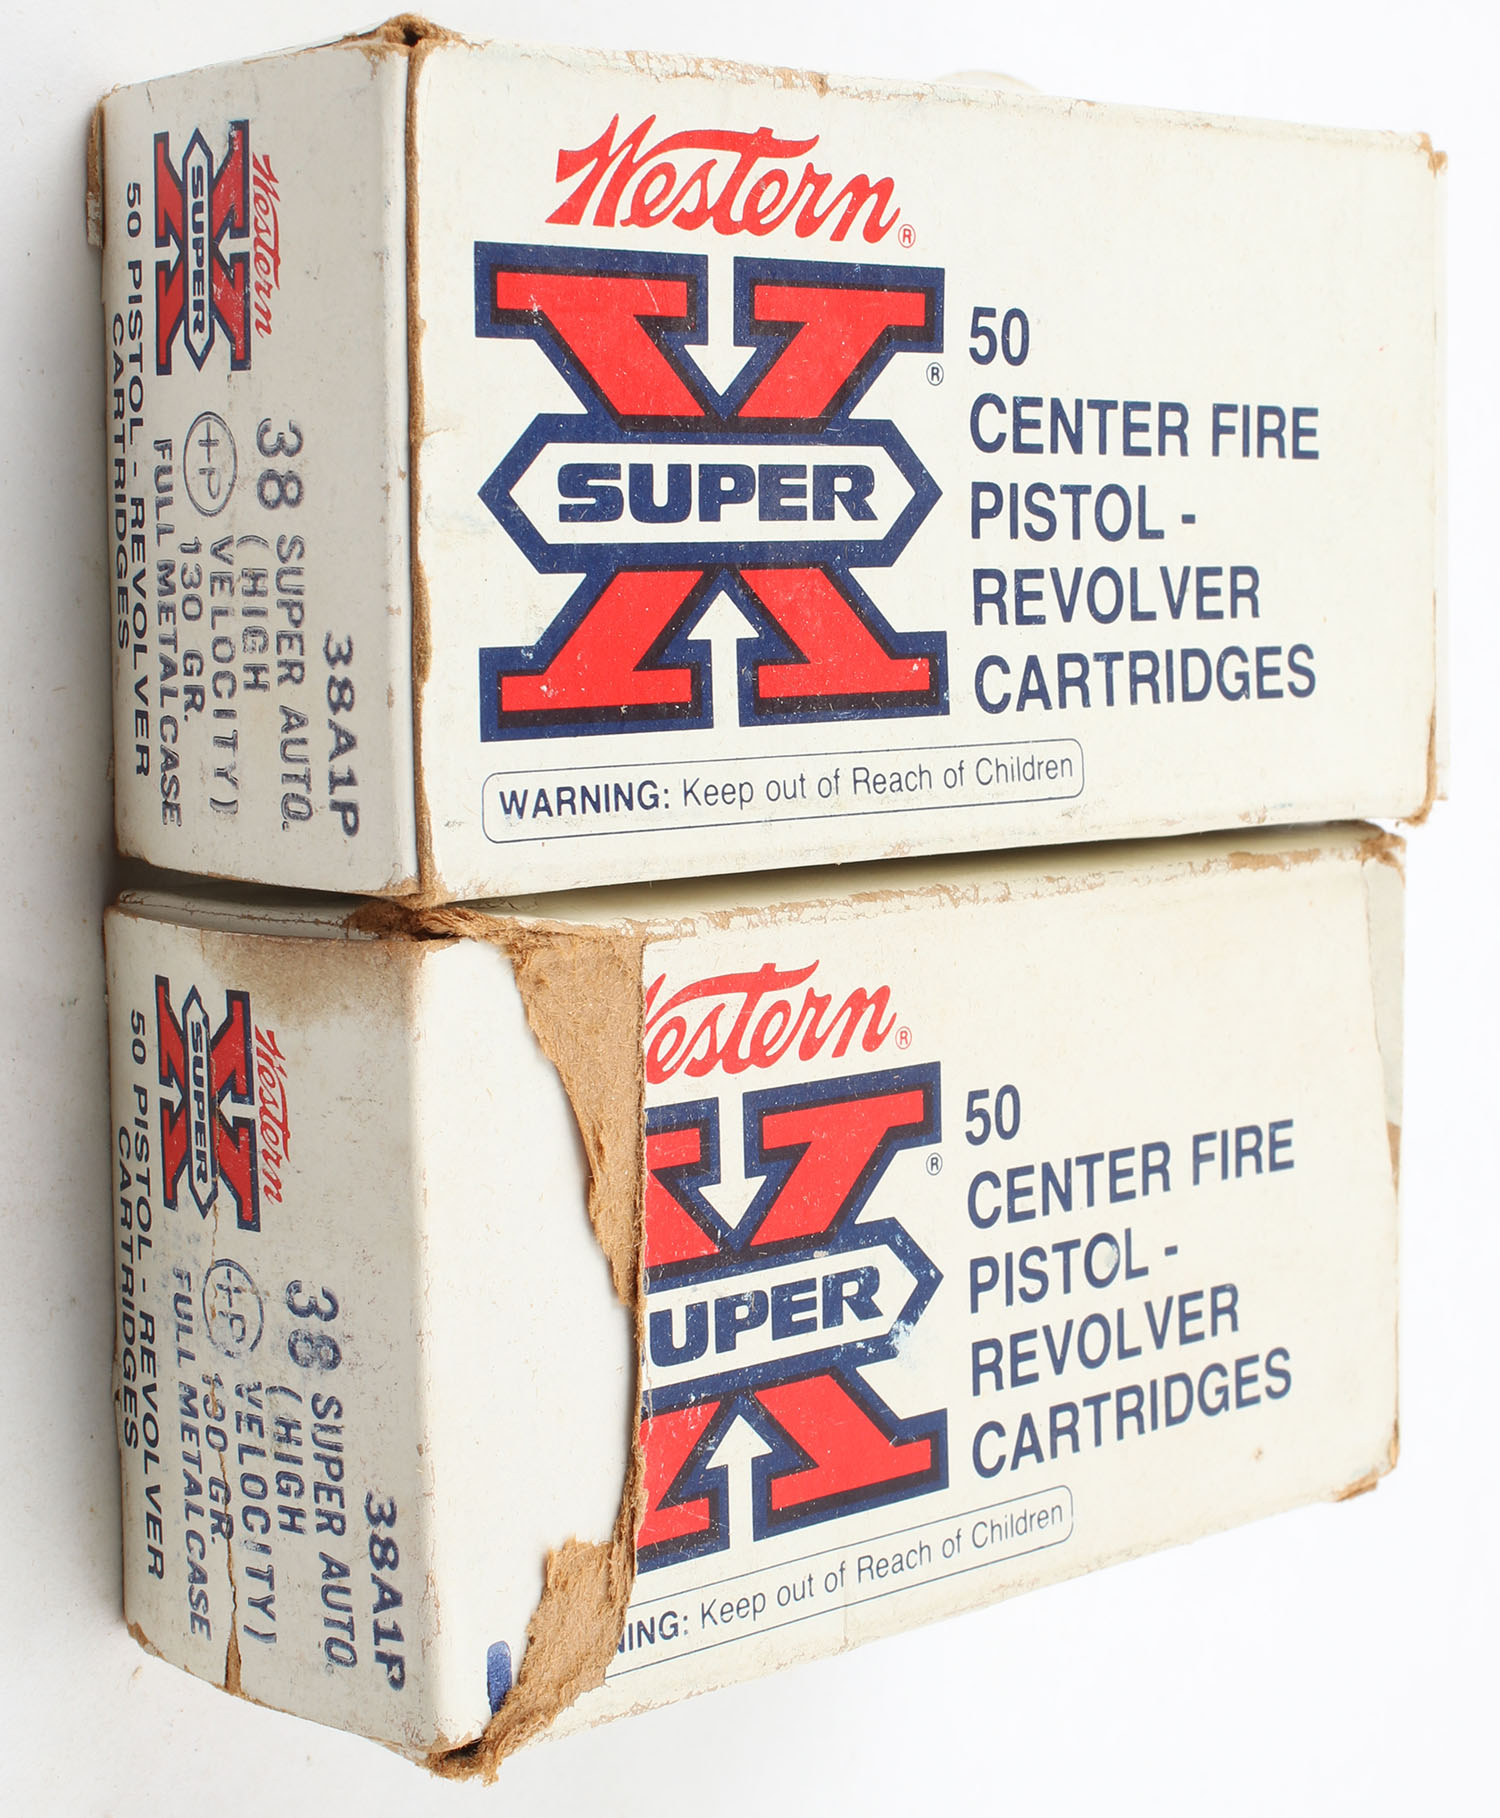 Western®
SUPER X®
50
CENTER FIRE
PISTOL -
REVOLVER
CARTRIDGES
WARNING: Keep out of Reach of Children
38A1P
38 SUPER AUTO.
(HIGH
VELOCITY)
+P
130 GR.
FULL METAL CASE
Western
SUPER X
50 PISTOL - REVOLVER
CARTRIDGES
estern®
UPER
50
CENTER FIRE
PISTOL -
REVOLVER
CARTRIDGES
NING: Keep out of Reach of Children
38A1P
38 SUPER AUTO.
(HIGH
VELOCITY)
+P
130 GR.
FULL METAL CASE
Western
SUPER X
50 PISTOL - REVOLVER
CARTRIDGES